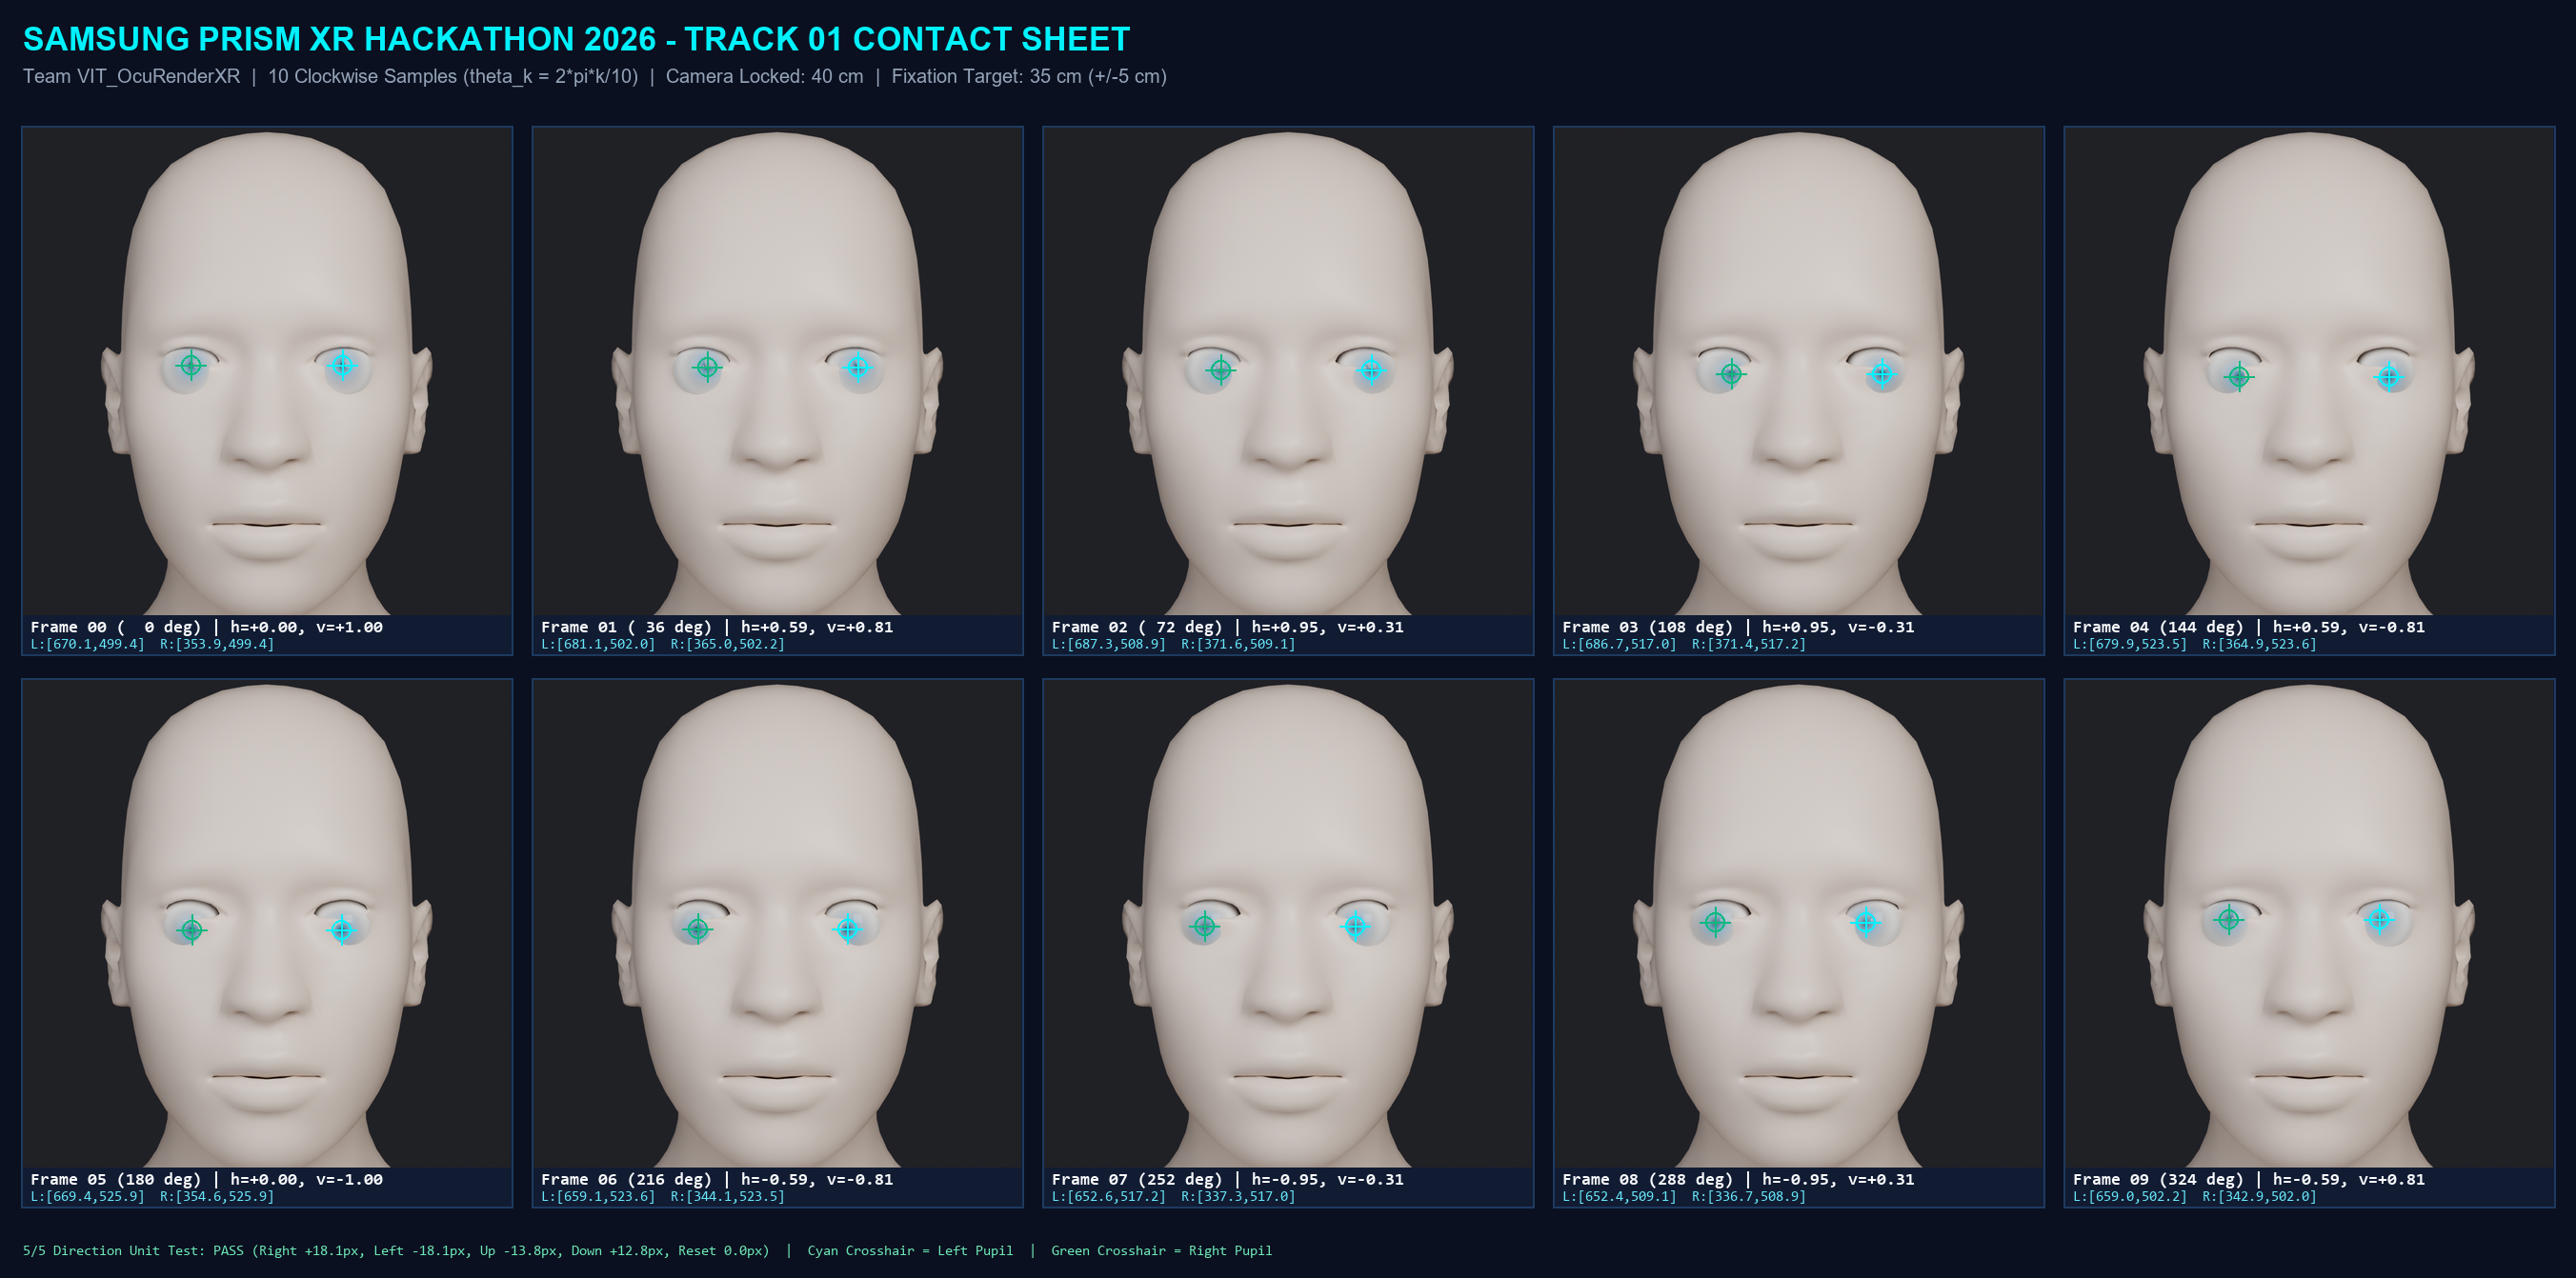 SAMSUNG PRISM XR HACKATHON 2026 - TRACK 01 CONTACT SHEET
Team VIT_OcuRenderXR | 10 Clockwise Samples (theta_k = 2*pi*k/10) | Camera Locked: 40 cm | Fixation Target: 35 cm (+/-5 cm)
Frame 00 (  0 deg) | h=+0.00, v=+1.00
L:[670.1,499.4]  R:[353.9,499.4]
Frame 01 ( 36 deg) | h=+0.59, v=+0.81
L:[681.1,502.0]  R:[365.0,502.2]
Frame 02 ( 72 deg) | h=+0.95, v=+0.31
L:[687.3,508.9]  R:[371.6,509.1]
Frame 03 (108 deg) | h=+0.95, v=-0.31
L:[686.7,517.0]  R:[371.4,517.2]
Frame 04 (144 deg) | h=+0.59, v=-0.81
L:[679.9,523.5]  R:[364.9,523.6]
Frame 05 (180 deg) | h=+0.00, v=-1.00
L:[669.4,525.9]  R:[354.6,525.9]
Frame 06 (216 deg) | h=-0.59, v=-0.81
L:[659.1,523.6]  R:[344.1,523.5]
Frame 07 (252 deg) | h=-0.95, v=-0.31
L:[652.6,517.2]  R:[337.3,517.0]
Frame 08 (288 deg) | h=-0.95, v=+0.31
L:[652.4,509.1]  R:[336.7,508.9]
Frame 09 (324 deg) | h=-0.59, v=+0.81
L:[659.0,502.2]  R:[342.9,502.0]
5/5 Direction Unit Test: PASS (Right +18.1px, Left -18.1px, Up -13.8px, Down +12.8px, Reset 0.0px) | Cyan Crosshair = Left Pupil | Green Crosshair = Right Pupil